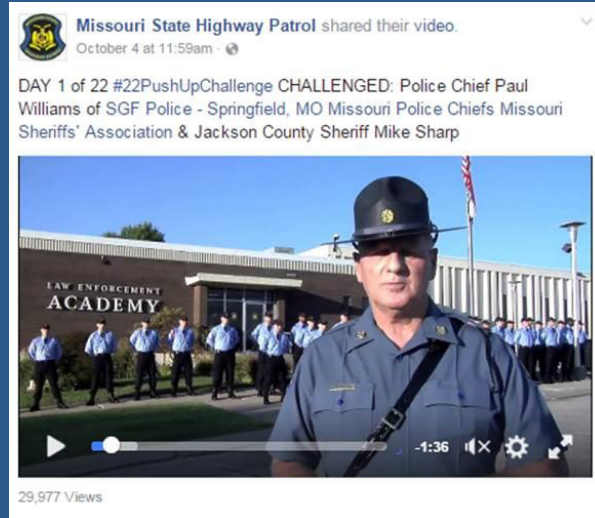 Missouri State Highway Patrol shared their video.
October 4 at 11:59am ·
DAY 1 of 22 #22PushUpChallenge CHALLENGED: Police Chief Paul
Williams of SGF Police - Springfield, MO Missouri Police Chiefs Missouri
Sheriffs' Association & Jackson County Sheriff Mike Sharp
LAW ENFORCEMENT
ACADEMY
-1:36
29,977 Views